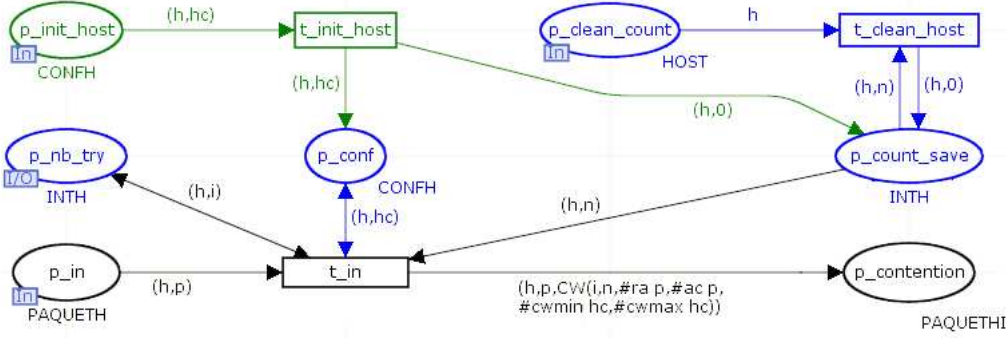 (h,hc)
h
p_init_host
t_init_host
p_clean_count
t_clean_host
In
In
CONFH
HOST
(h,hc)
(h,n)
(h,0)
(h,0)
p_nb_try
p_conf
p_count_save
I/O
INTH
CONFH
INTH
(h,i)
(h,hc)
(h,n)
p_in
t_in
p_contention
In
(h,p)
(h,p,CW(i,n,#ra p,#ac p,
#cwmin hc,#cwmax hc))
PAQUETH
PAQUETHI